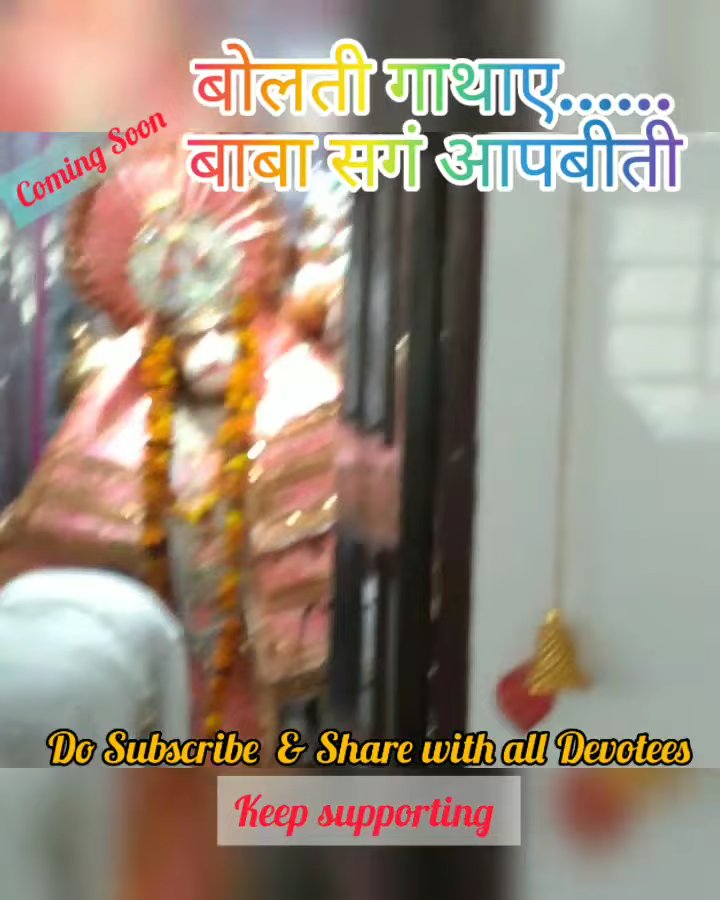 बोलती गाथाए......
Coming Soon
बाबा सगं आपबीती
Do Subscribe & Share with all Devotees
Keep supporting